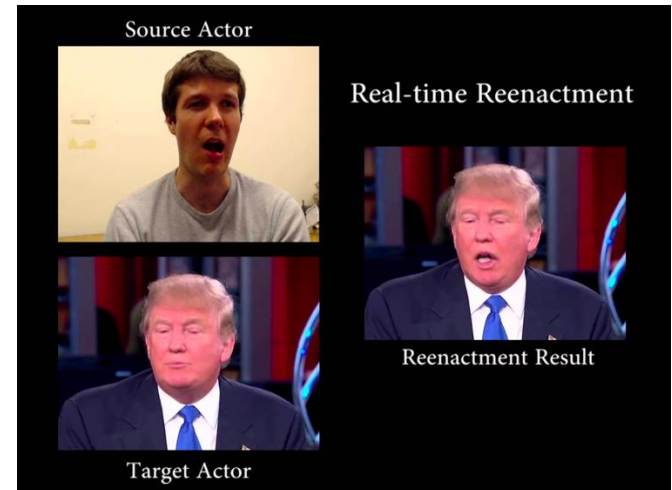 Source Actor
Real-time Reenactment
Reenactment Result
Target Actor